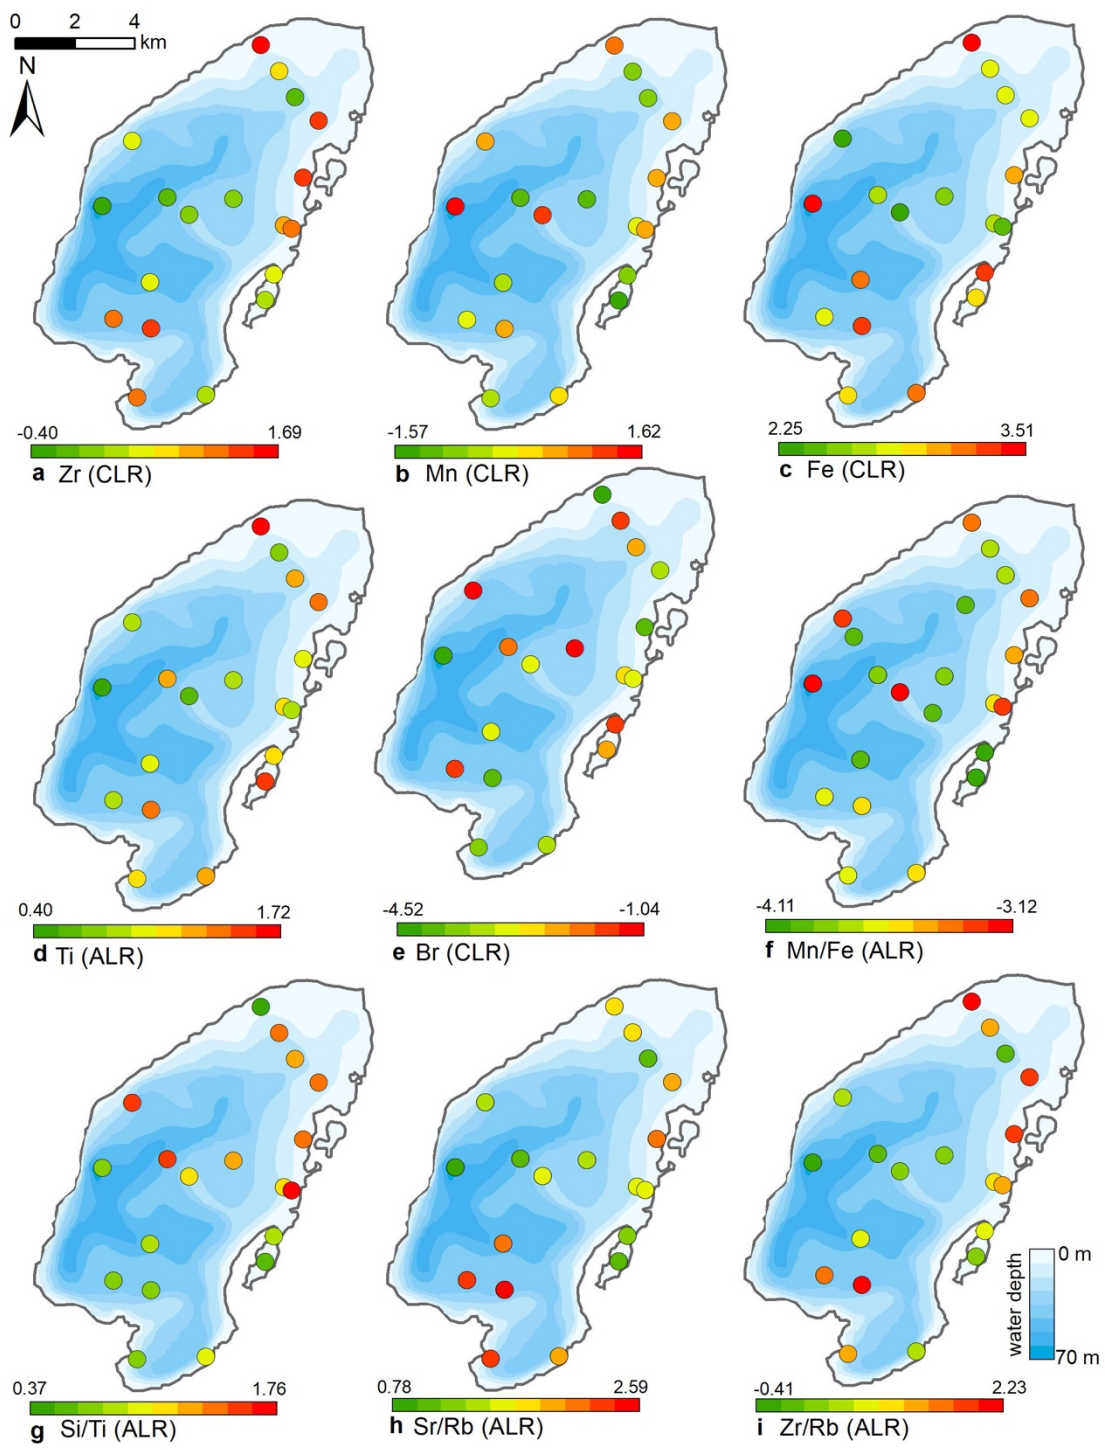 0 2 4
km
N
-0.40 1.69
a Zr (CLR)
-1.57 1.62
b Mn (CLR)
2.25 3.51
c Fe (CLR)
0.40 1.72
d Ti (ALR)
-4.52 -1.04
e Br (CLR)
-4.11 -3.12
f Mn/Fe (ALR)
0.37 1.76
g Si/Ti (ALR)
0.78 2.59
h Sr/Rb (ALR)
-0.41 2.23
i Zr/Rb (ALR)
water depth
0 m
70 m